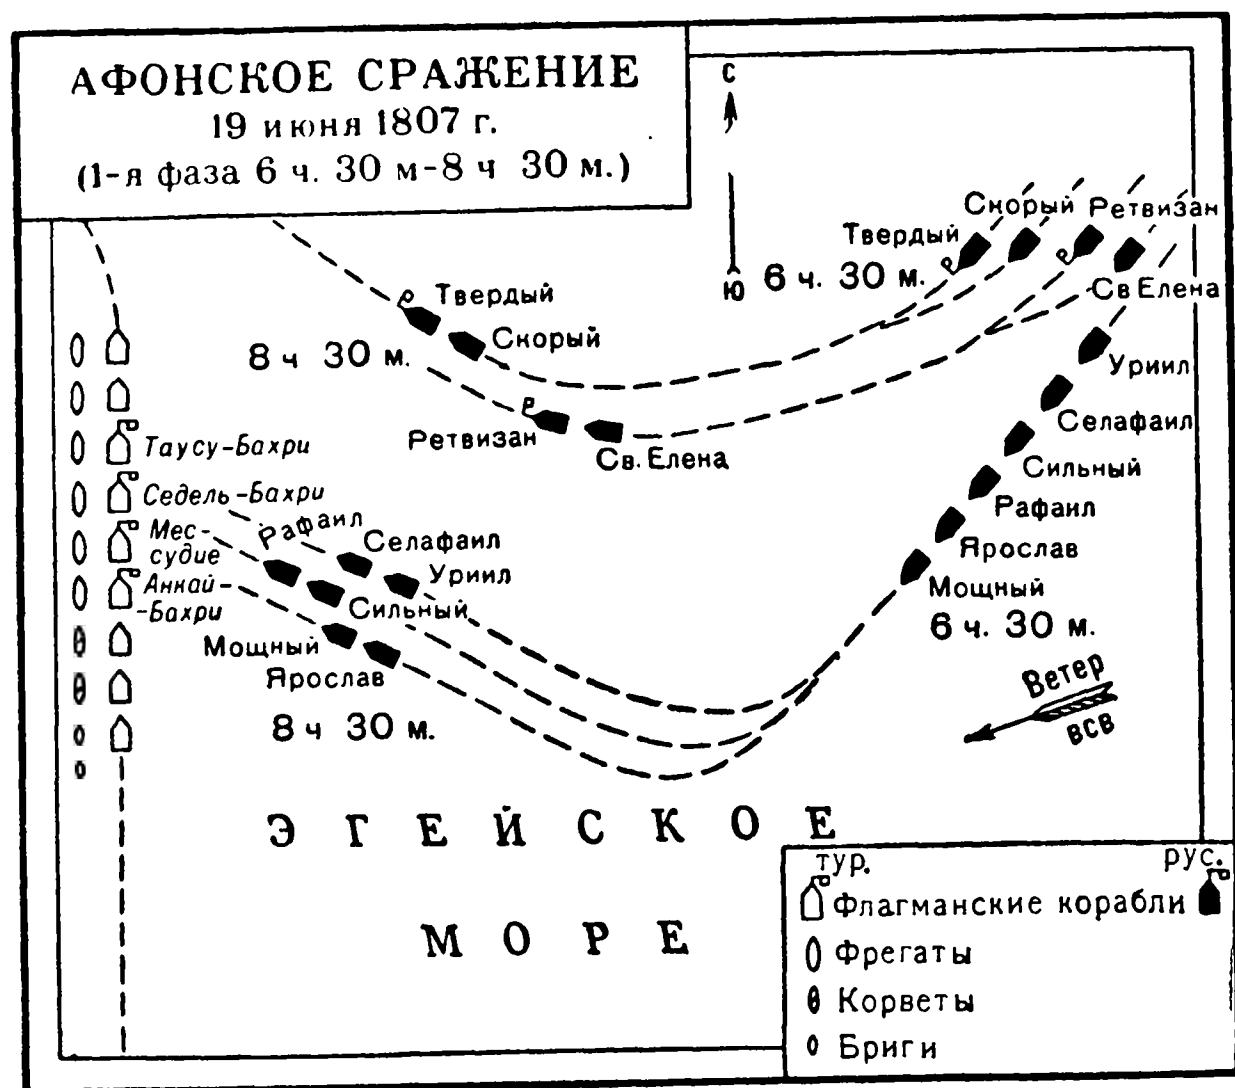 АФОНСКОЕ СРАЖЕНИЕ
19 июня 1807 г.
(1-я фаза 6 ч. 30 м-8 ч 30 м.)
С
Ю
Скорый
Ретвизан
Твердый
6 ч. 30 м.
Св Елена
Твердый
Скорый
8 ч 30 м.
Уриил
Селафаил
Ретвизан
Св. Елена
Сильный
Рафаил
Ярослав
Мощный
6 ч. 30 м.
Таусу-Бахри
Седель-Бахри
Мес-
судие
Анкай-
-Бахри
Рафаил
Селафаил
Уриил
Сильный
Мощный
Ярослав
8 ч 30 м.
Ветер
ВСВ
ЭГЕЙСКОЕ
МОРЕ
тур. рус.
Флагманские корабли
Фрегаты
Корветы
Бриги